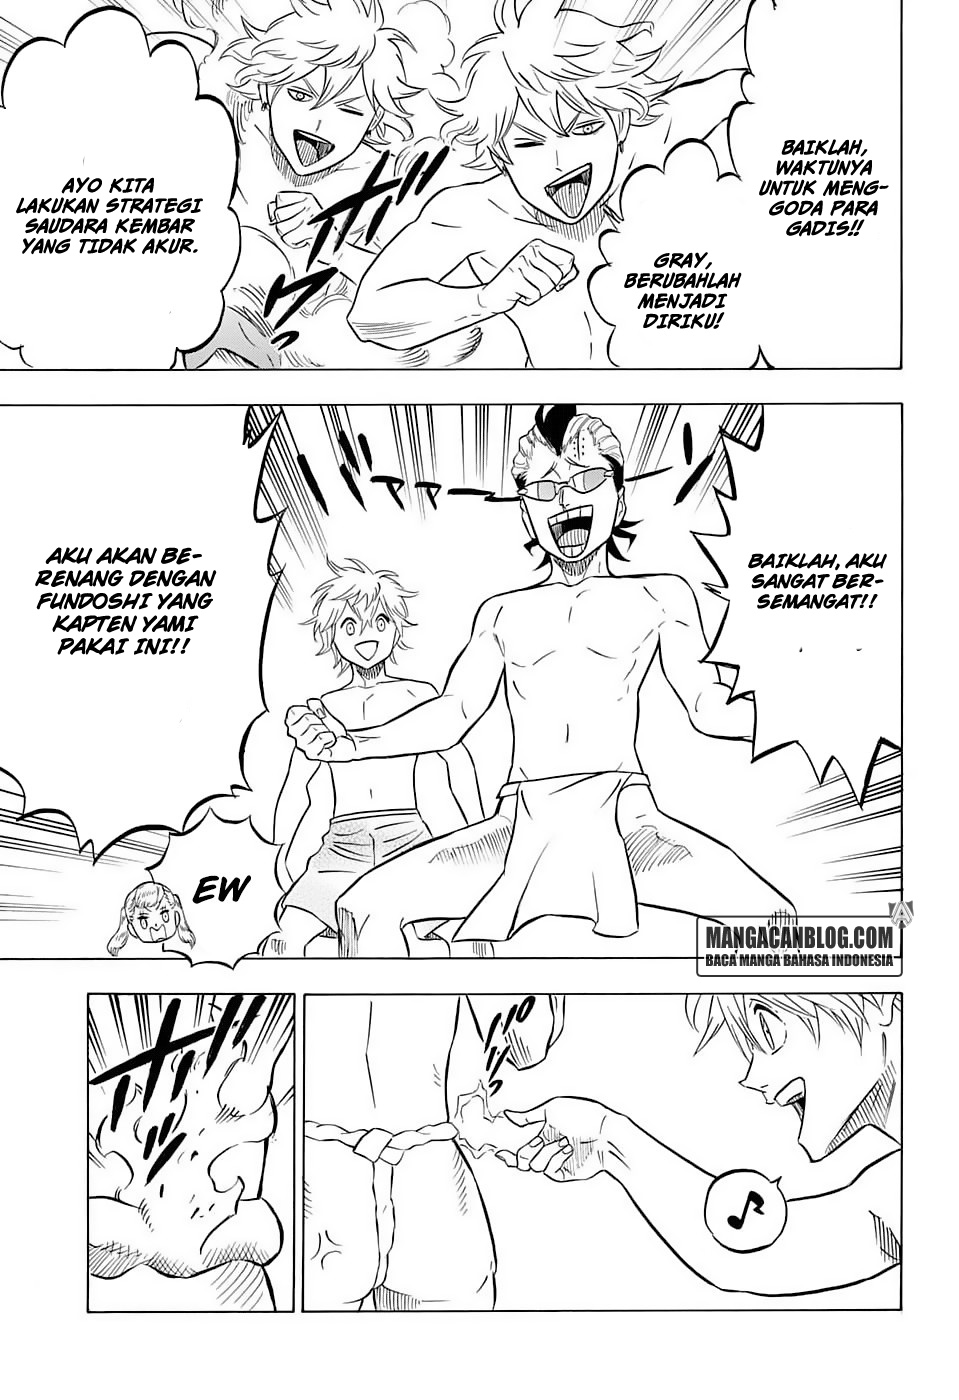 BAIKLAH,
WAKTUNYA
UNTUK MENG-
GODA PARA
GADIS!!
GRAY,
BERUBAHLAH
MENJADI
DIRIKU!
AYO KITA
LAKUKAN STRATEGI
SAUDARA KEMBAR
YANG TIDAK AKUR.
BAIKLAH, AKU
SANGAT BER-
SEMANGAT!!
AKU AKAN BE-
RENANG DENGAN
FUNDOSHI YANG
KAPTEN YAMI
PAKAI INI!!
EW
MANGACANBLOG.COM
BACA MANGA BAHASA INDONESIA